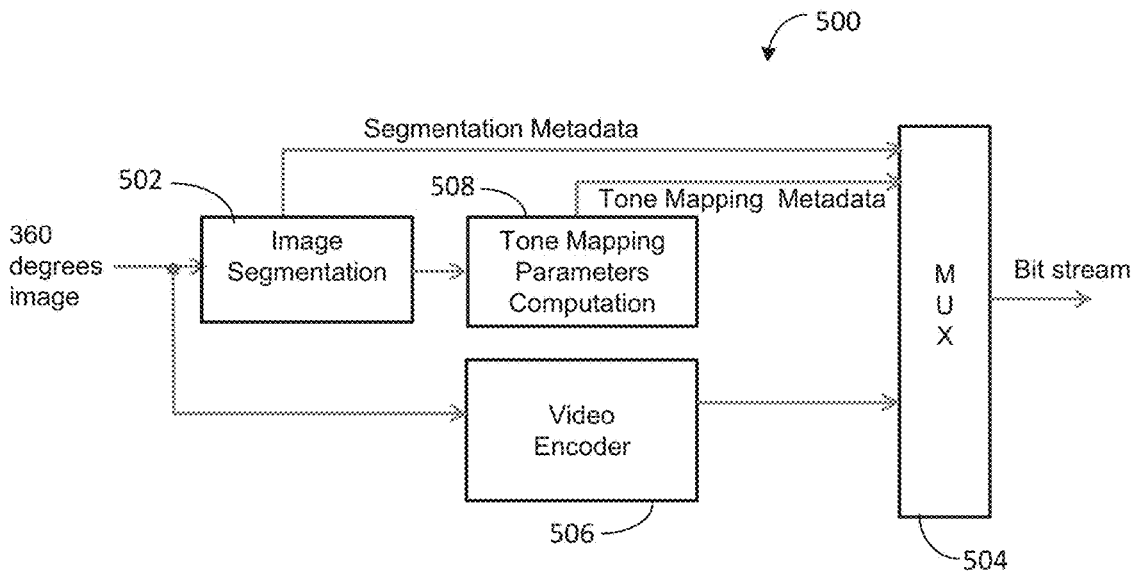 500
Segmentation Metadata
502
508
Tone Mapping Metadata
360
degrees
image
Image
Segmentation
Tone Mapping
Parameters
Computation
M
U
X
Bit stream
Video
Encoder
506
504